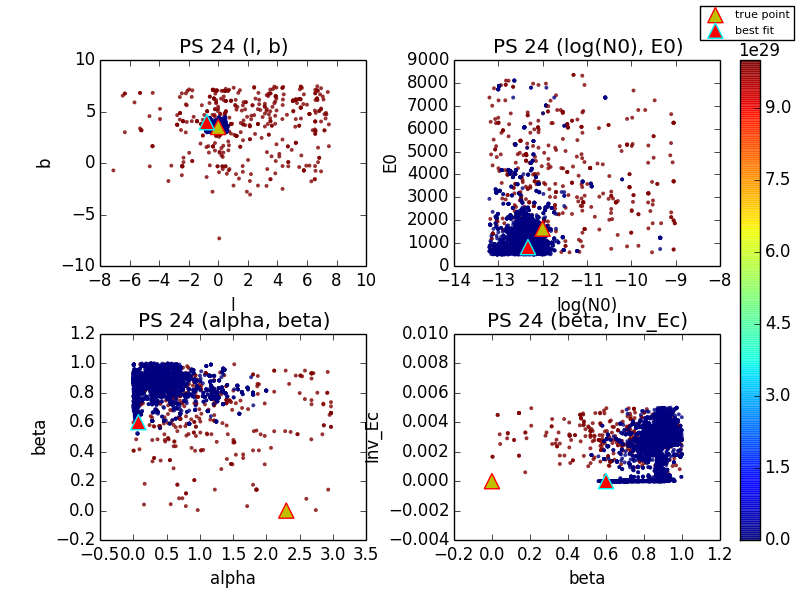 true point
best fit
PS 24 (l, b)
PS 24 (log(N0), E0)
1e29
10
5
0
−5
−10
b
−8 −6 −4 −2 0 2 4 6 8 10
l
9000
8000
7000
6000
5000
4000
3000
2000
1000
0
E0
−14 −13 −12 −11 −10 −9 −8
log(N0)
PS 24 (alpha, beta)
1.2
1.0
0.8
0.6
0.4
0.2
0.0
−0.2
beta
−0.5 0.0 0.5 1.0 1.5 2.0 2.5 3.0 3.5
alpha
PS 24 (beta, Inv_Ec)
0.010
0.008
0.006
0.004
0.002
0.000
−0.002
−0.004
Inv_Ec
−0.2 0.0 0.2 0.4 0.6 0.8 1.0 1.2
beta
9.0
7.5
6.0
4.5
3.0
1.5
0.0